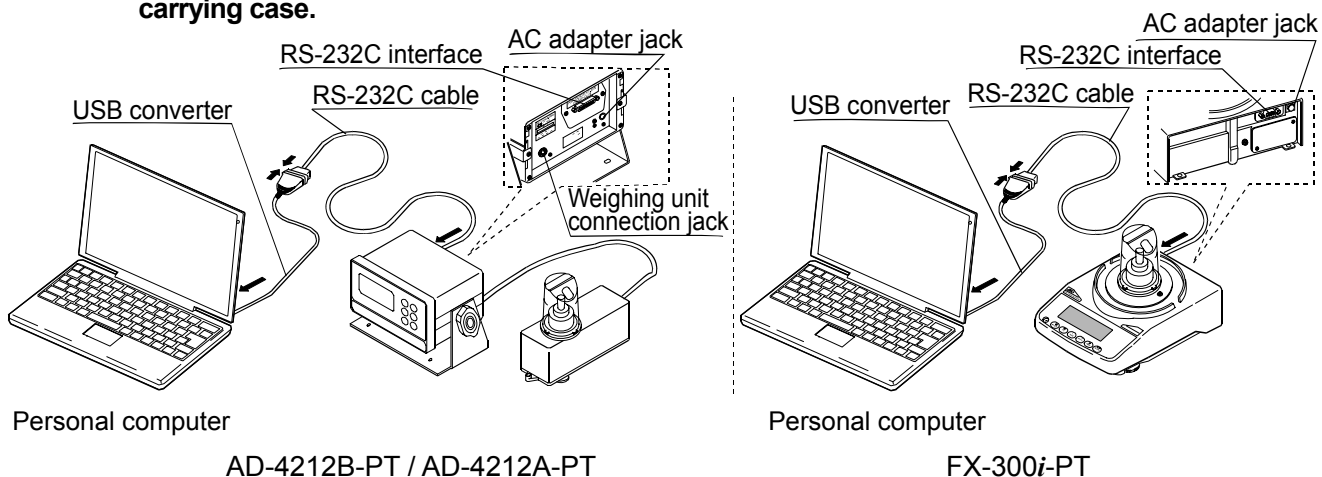 carrying case.
AC adapter jack
RS-232C interface
RS-232C cable
USB converter
Weighing unit
connection jack
Personal computer
AD-4212B-PT / AD-4212A-PT
AC adapter jack
RS-232C interface
RS-232C cable
USB converter
Personal computer
FX-300i-PT